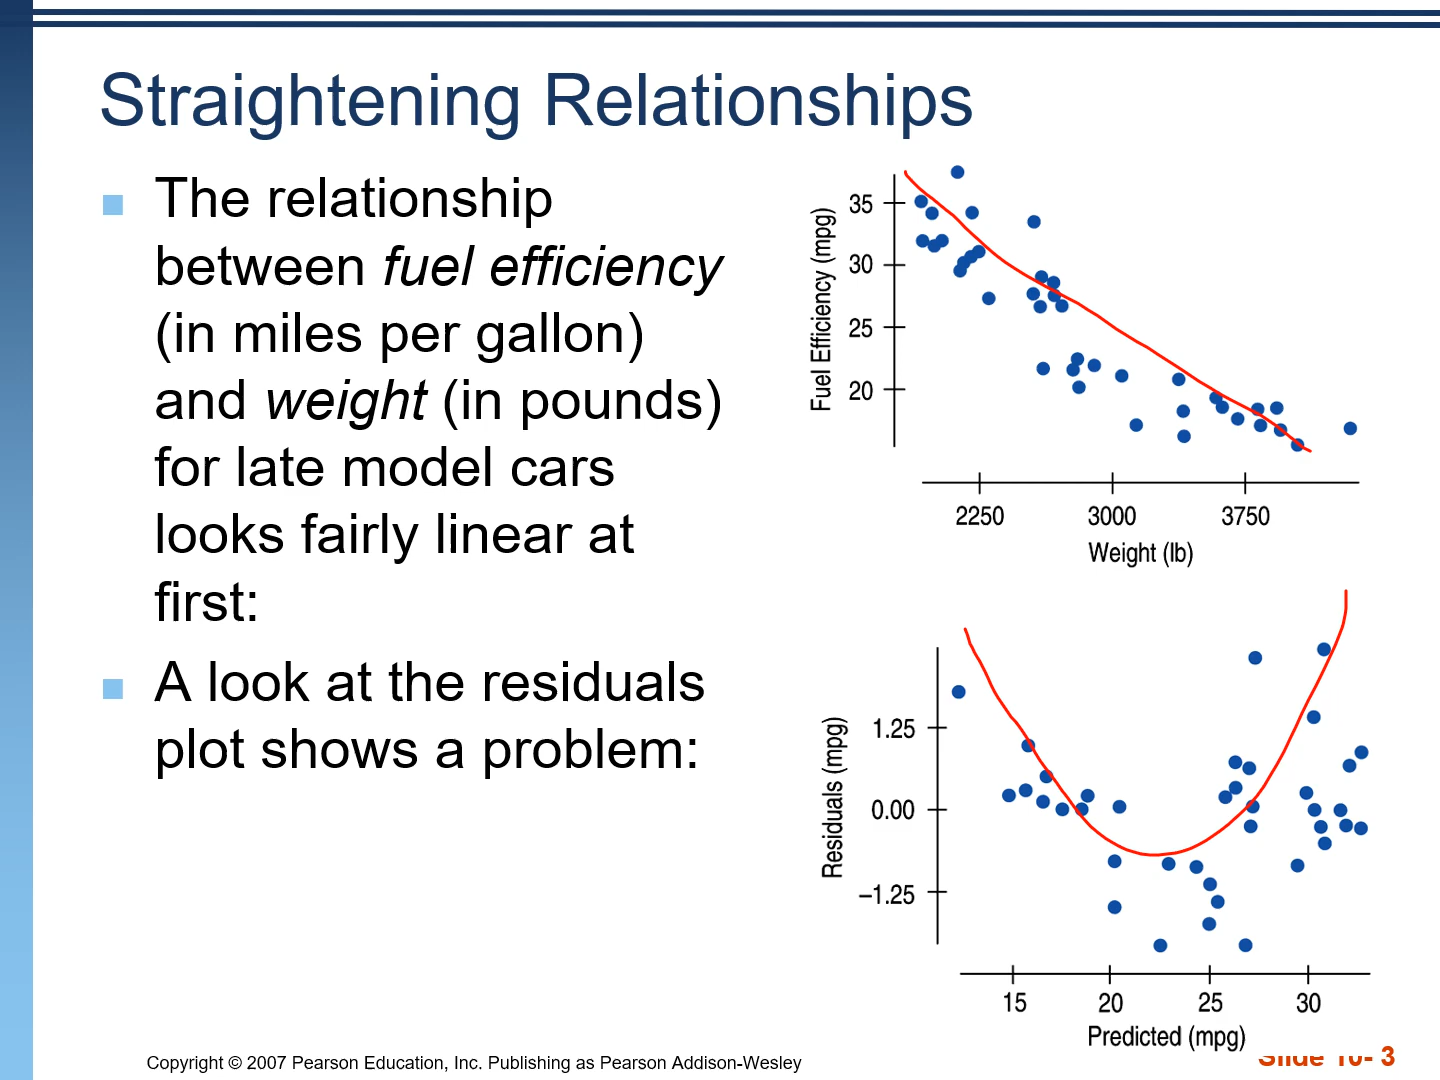 Straightening Relationships
The relationship
between fuel efficiency
(in miles per gallon)
and weight (in pounds)
for late model cars
looks fairly linear at
first:
A look at the residuals
plot shows a problem:
Fuel Efficiency (mpg)
35
30
25
20
2250 3000 3750
Weight (lb)
Residuals (mpg)
1.25
0.00
−1.25
15 20 25 30
Predicted (mpg)
Copyright © 2007 Pearson Education, Inc. Publishing as Pearson Addison-Wesley
Slide 10- 3